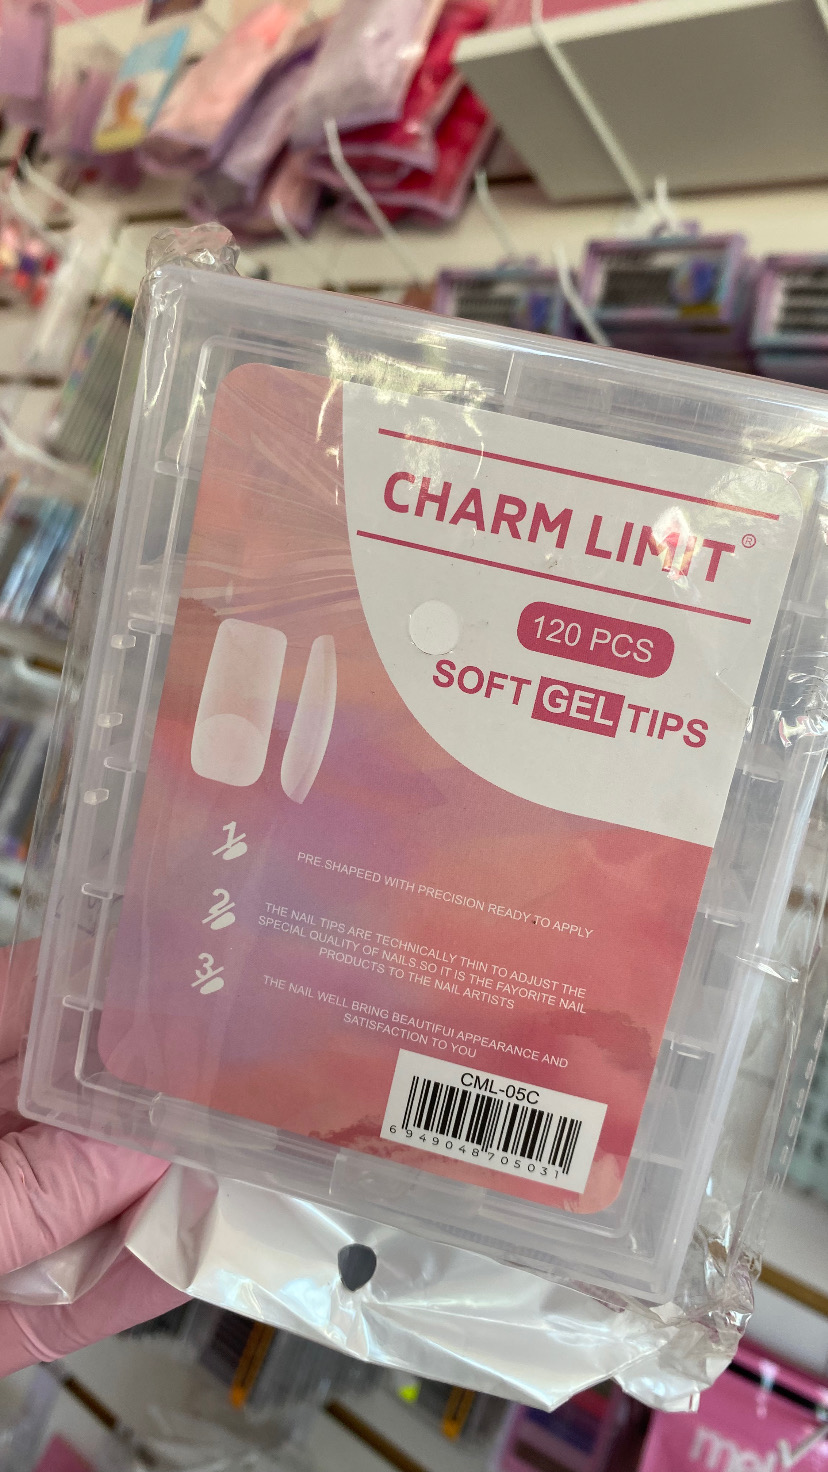 CHARM LIMIT®
120 PCS
SOFT GEL TIPS
1
PRE SHAPEED WITH PRECISION READY TO APPLY
2
THE NAIL TIPS ARE TECHNICALLY THIN TO ADJUST THE
SPECIAL QUALITY OF NAILS.SO IT IS THE FAYORITE NAIL
PRODUCTS TO THE NAIL ARTISTS
3
THE NAIL WELL BRING BEAUTIFUI APPEARANCE AND
SATISFACTION TO YOU
CML-05C
6949048705031